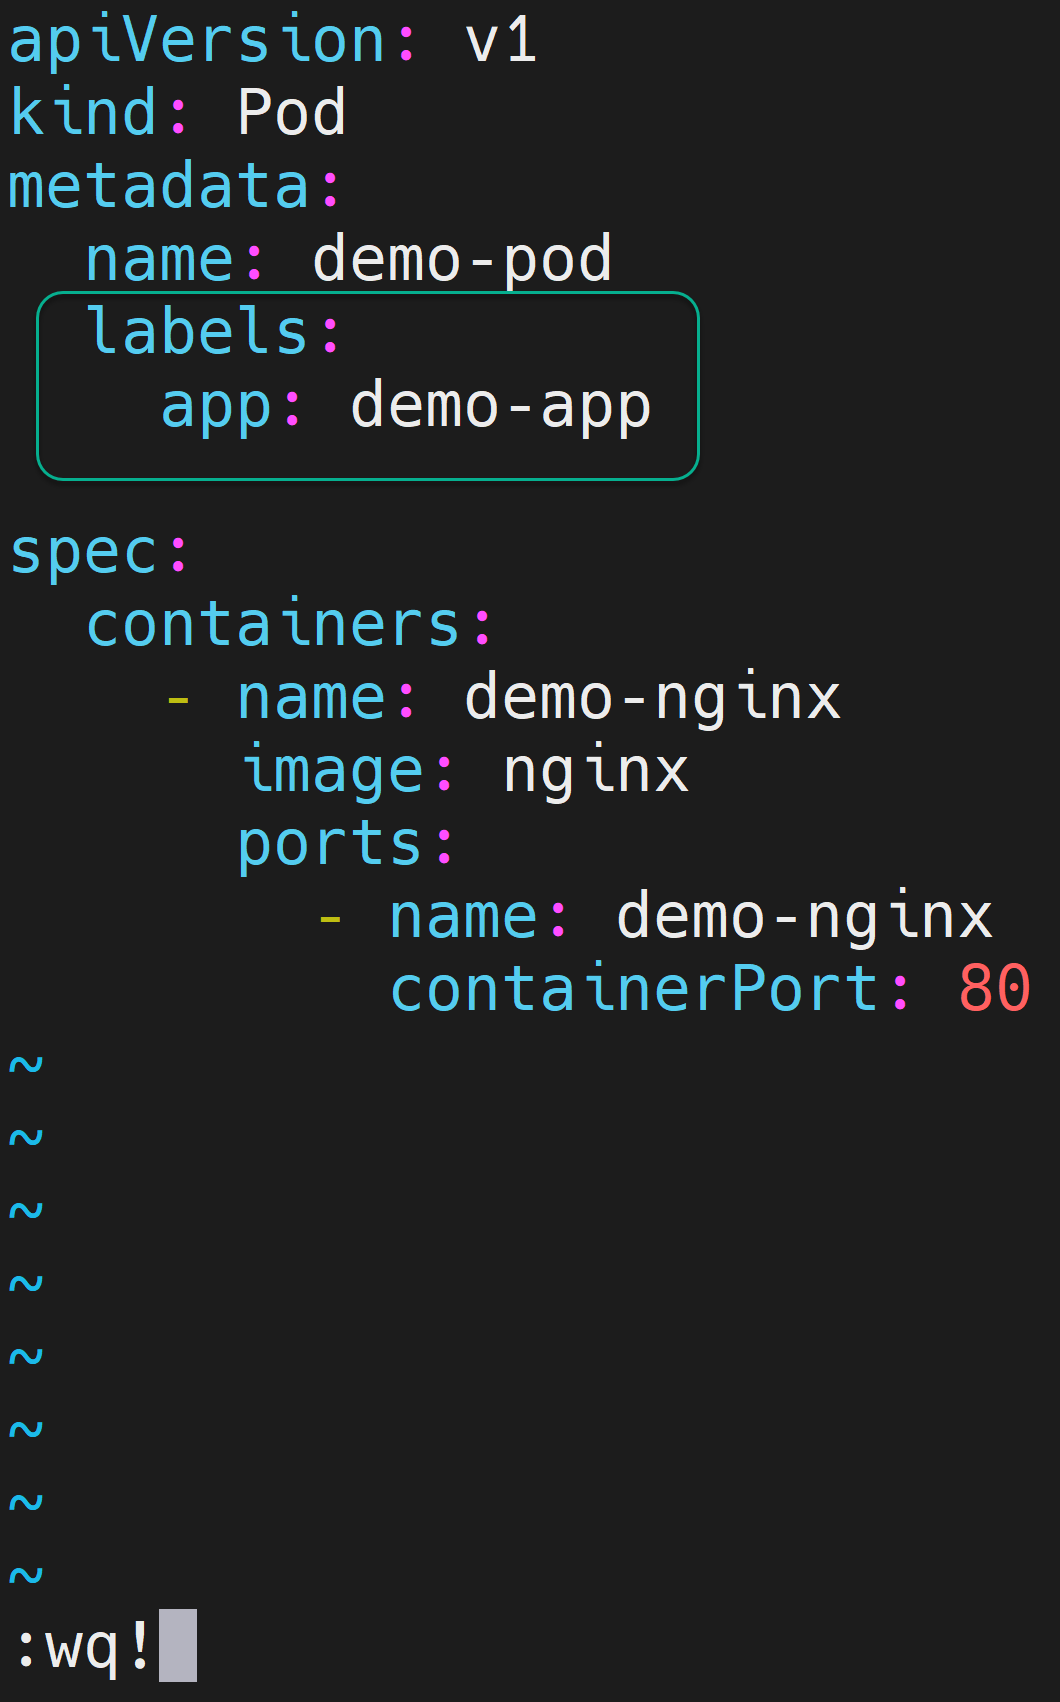 apiVersion: v1
kind: Pod
metadata:
  name: demo-pod
  labels:
    app: demo-app

spec:
  containers:
    - name: demo-nginx
      image: nginx
      ports:
        - name: demo-nginx
          containerPort: 80
~
~
~
~
~
~
~
~
:wq!